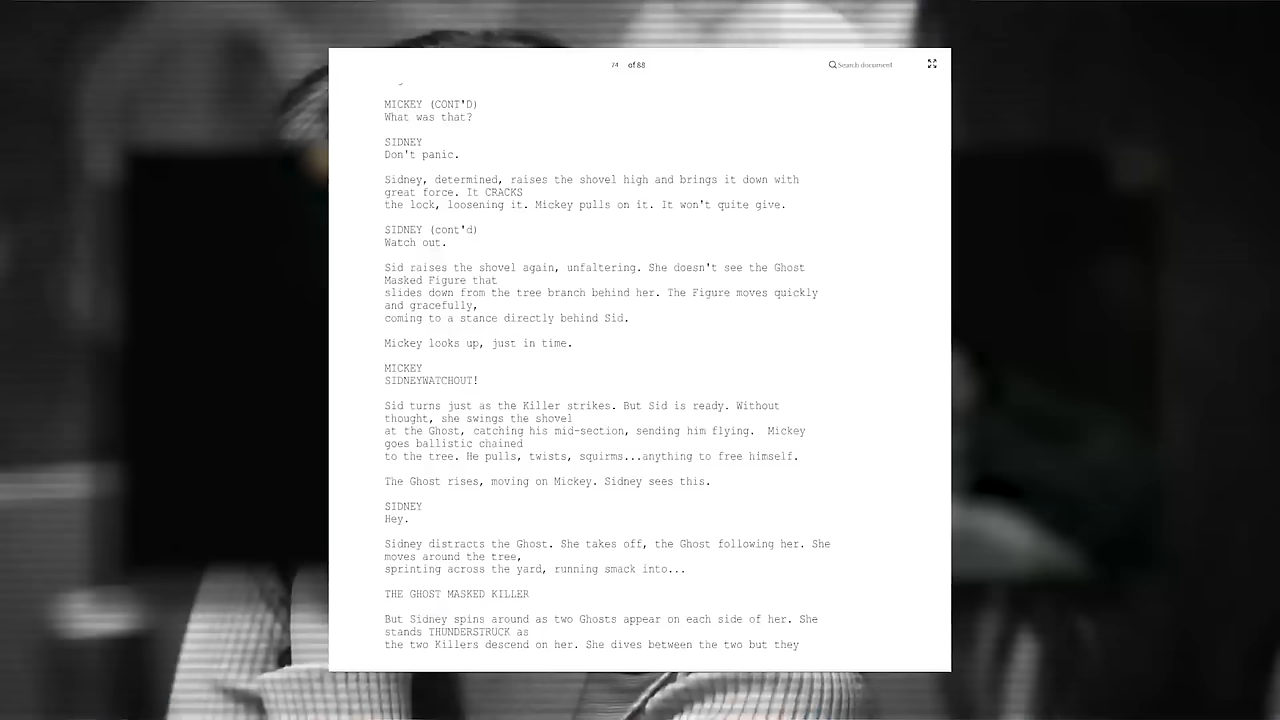 74 of 88
Search document
MICKEY (CONT'D)
What was that?
SIDNEY
Don't panic.
Sidney, determined, raises the shovel high and brings it down with
great force. It CRACKS
the lock, loosening it. Mickey pulls on it. It won't quite give.
SIDNEY (cont'd)
Watch out.
Sid raises the shovel again, unfaltering. She doesn't see the Ghost
Masked Figure that
slides down from the tree branch behind her. The Figure moves quickly
and gracefully,
coming to a stance directly behind Sid.
Mickey looks up, just in time.
MICKEY
SIDNEYWATCHOUT!
Sid turns just as the Killer strikes. But Sid is ready. Without
thought, she swings the shovel
at the Ghost, catching his mid-section, sending him flying.  Mickey
goes ballistic chained
to the tree. He pulls, twists, squirms...anything to free himself.
The Ghost rises, moving on Mickey. Sidney sees this.
SIDNEY
Hey.
Sidney distracts the Ghost. She takes off, the Ghost following her. She
moves around the tree,
sprinting across the yard, running smack into...
THE GHOST MASKED KILLER
But Sidney spins around as two Ghosts appear on each side of her. She
stands THUNDERSTRUCK as
the two Killers descend on her. She dives between the two but they